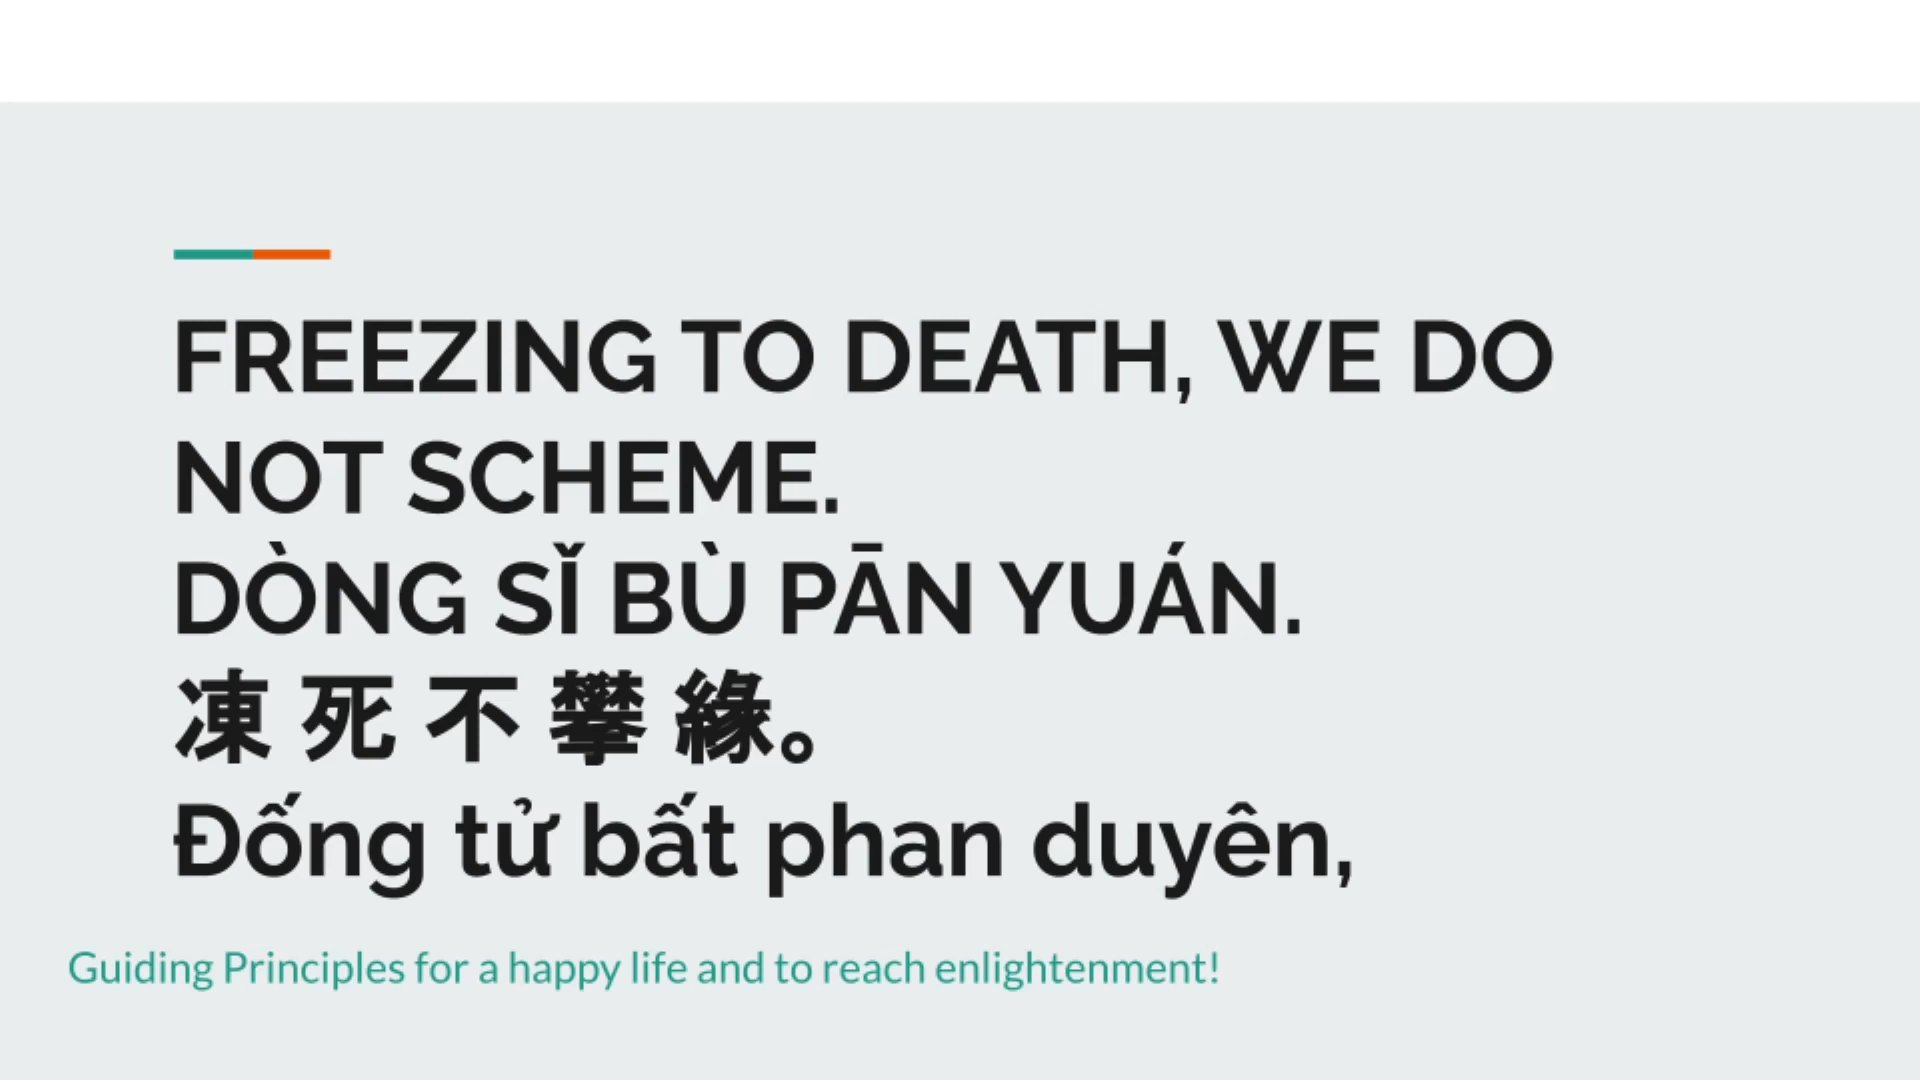 FREEZING TO DEATH, WE DO
NOT SCHEME.
DÒNG SǏ BÙ PĀN YUÁN.
凍 死 不 攀 緣。
Đống tử bất phan duyên,
Guiding Principles for a happy life and to reach enlightenment!